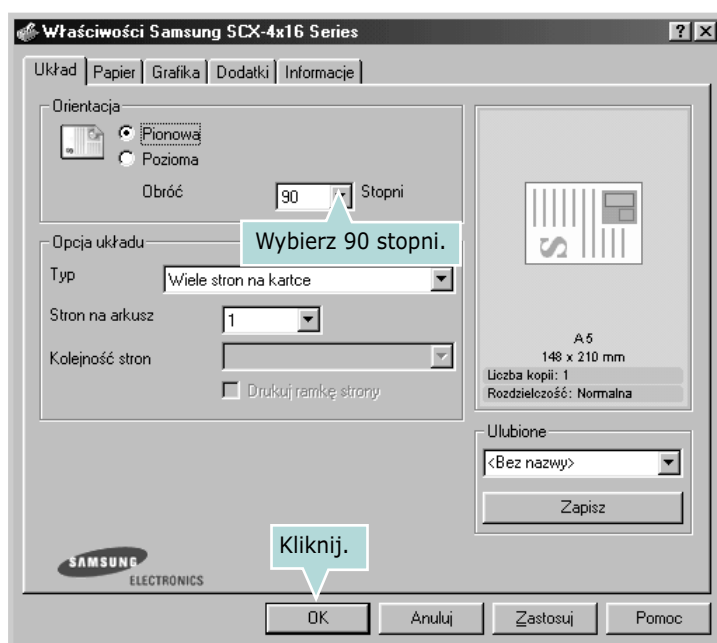 Właściwości Samsung SCX-4x16 Series
Układ Papier Grafika Dodatki Informacje
Orientacja
Pionowa
Pozioma
Obróć 90 Stopni
Wybierz 90 stopni.
Opcja układu
Typ Wiele stron na kartce
Stron na arkusz 1
Kolejność stron
Drukuj ramkę strony
A5
148 x 210 mm
Liczba kopii: 1
Rozdzielczość: Normalna
Ulubione
<Bez nazwy>
Zapisz
SAMSUNG
ELECTRONICS
Kliknij.
OK Anuluj Zastosuj Pomoc